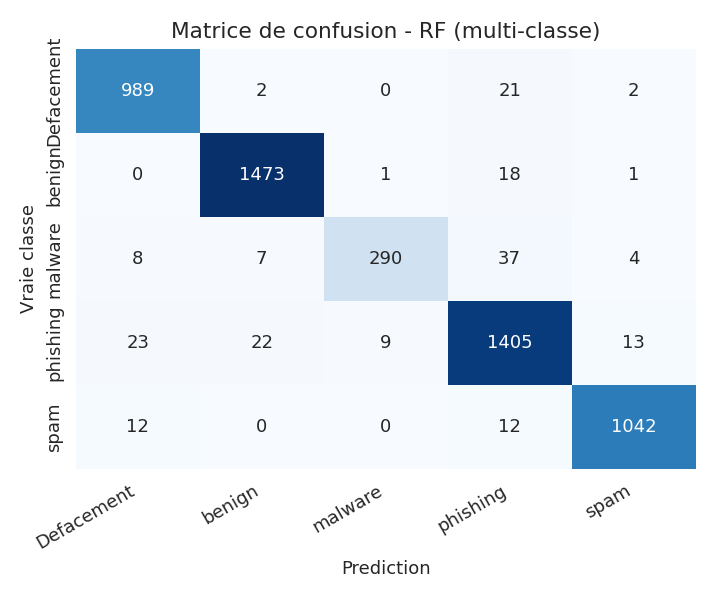 Matrice de confusion - RF (multi-classe)
Vraie classe
Defacement
989 2 0 21 2
benign
0 1473 1 18 1
malware
8 7 290 37 4
phishing
23 22 9 1405 13
spam
12 0 0 12 1042
Defacement benign malware phishing spam
Prediction